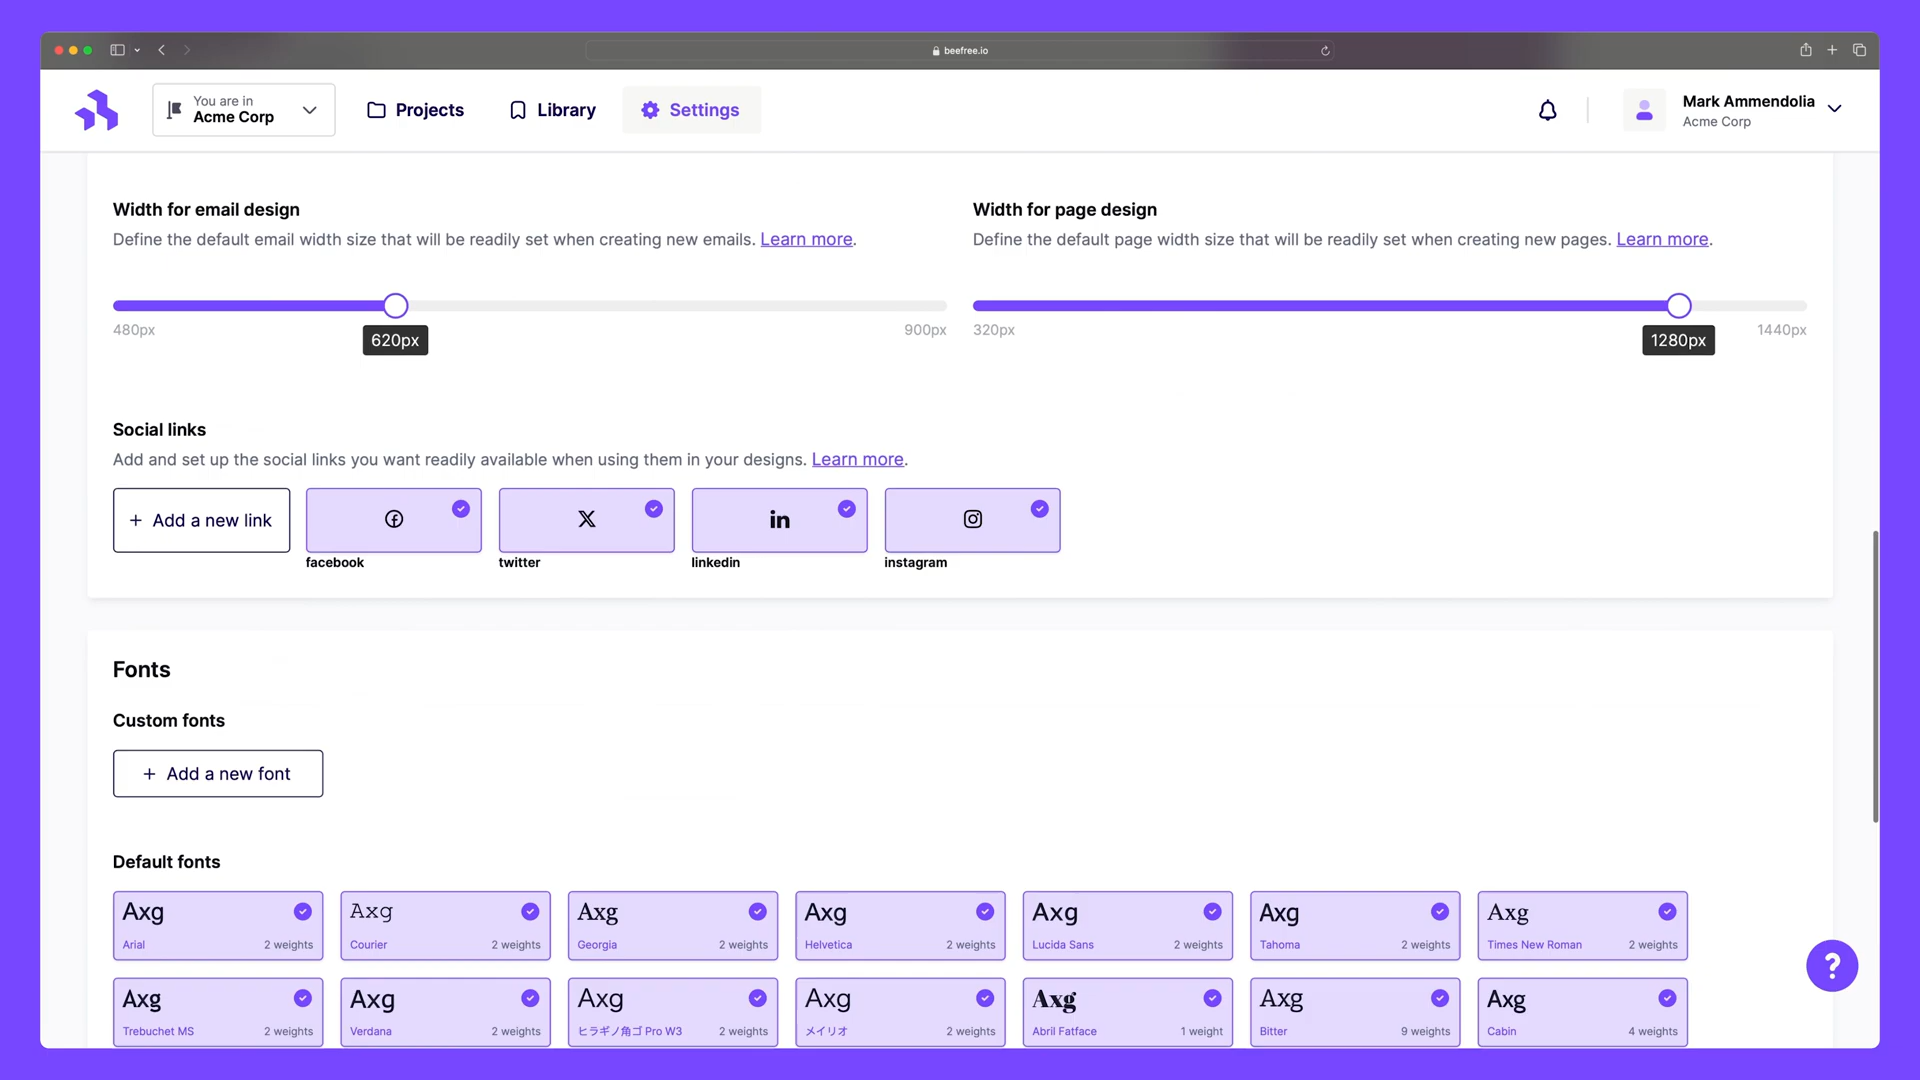 beefree.io
You are in
Acme Corp
Projects
Library
Settings
Mark Ammendolia
Acme Corp
Width for email design
Define the default email width size that will be readily set when creating new emails. Learn more.
480px
620px
900px
Width for page design
Define the default page width size that will be readily set when creating new pages. Learn more.
320px
1280px
1440px
Social links
Add and set up the social links you want readily available when using them in your designs. Learn more.
+ Add a new link
facebook
twitter
linkedin
instagram
Fonts
Custom fonts
+ Add a new font
Default fonts
Axg
Arial 2 weights
Axg
Courier 2 weights
Axg
Georgia 2 weights
Axg
Helvetica 2 weights
Axg
Lucida Sans 2 weights
Axg
Tahoma 2 weights
Axg
Times New Roman 2 weights
Axg
Trebuchet MS 2 weights
Axg
Verdana 2 weights
Axg
ヒラギノ角ゴ Pro W3 2 weights
Axg
メイリオ 2 weights
Axg
Abril Fatface 1 weight
Axg
Bitter 9 weights
Axg
Cabin 4 weights
?